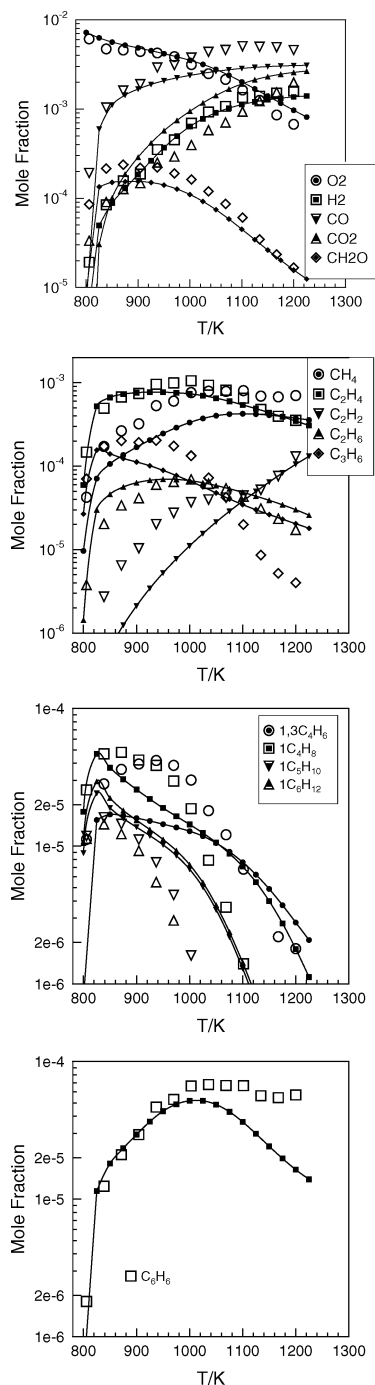 10⁻²
10⁻³
10⁻⁴
10⁻⁵
Mole Fraction
800 900 1000 1100 1200 1300
T/K
O2
H2
CO
CO2
CH2O
10⁻³
10⁻⁴
10⁻⁵
10⁻⁶
Mole Fraction
800 900 1000 1100 1200 1300
T/K
CH₄
C₂H₄
C₂H₂
C₂H₆
C₃H₆
1e-4
2e-5
1e-5
2e-6
1e-6
Mole Fraction
800 900 1000 1100 1200 1300
T/K
1,3C₄H₆
1C₄H₈
1C₅H₁₀
1C₆H₁₂
1e-4
2e-5
1e-5
2e-6
1e-6
Mole Fraction
800 900 1000 1100 1200 1300
T/K
C₆H₆